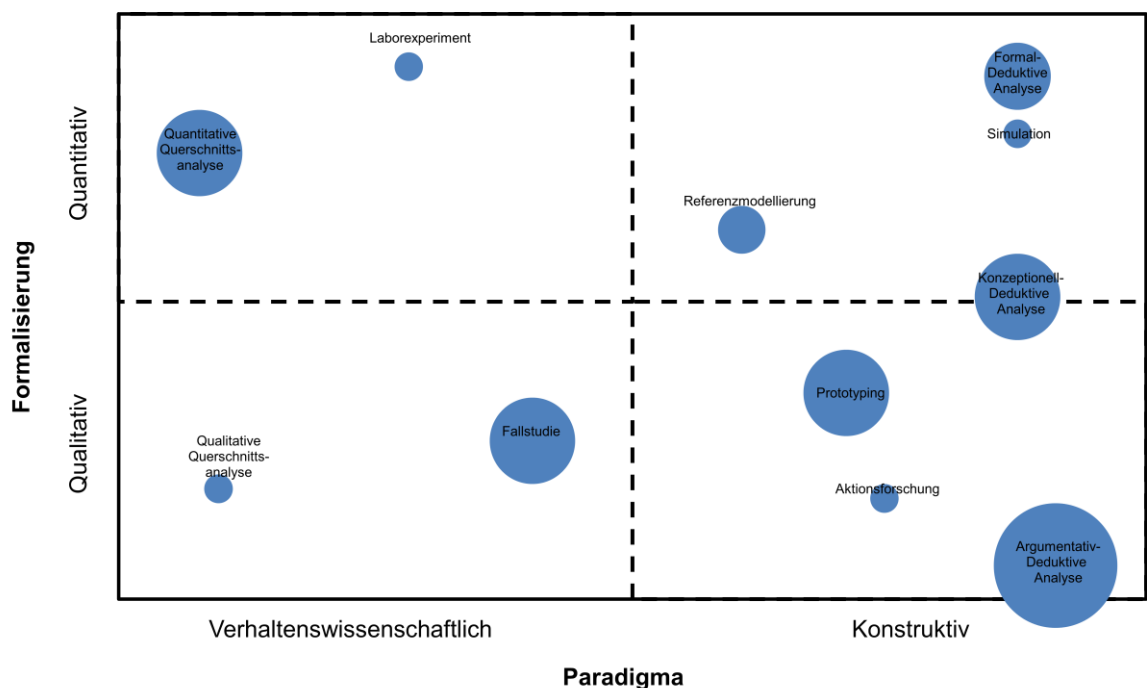 Laborexperiment
Formal-
Deduktive
Analyse
Quantitative
Querschnitts-
analyse
Simulation
Referenzmodellierung
Quantitativ
Konzeptionell-
Deduktive
Analyse
Formalisierung
Prototyping
Fallstudie
Qualitative
Querschnitts-
analyse
Qualitativ
Aktionsforschung
Argumentativ-
Deduktive
Analyse
Verhaltenswissenschaftlich
Konstruktiv
Paradigma